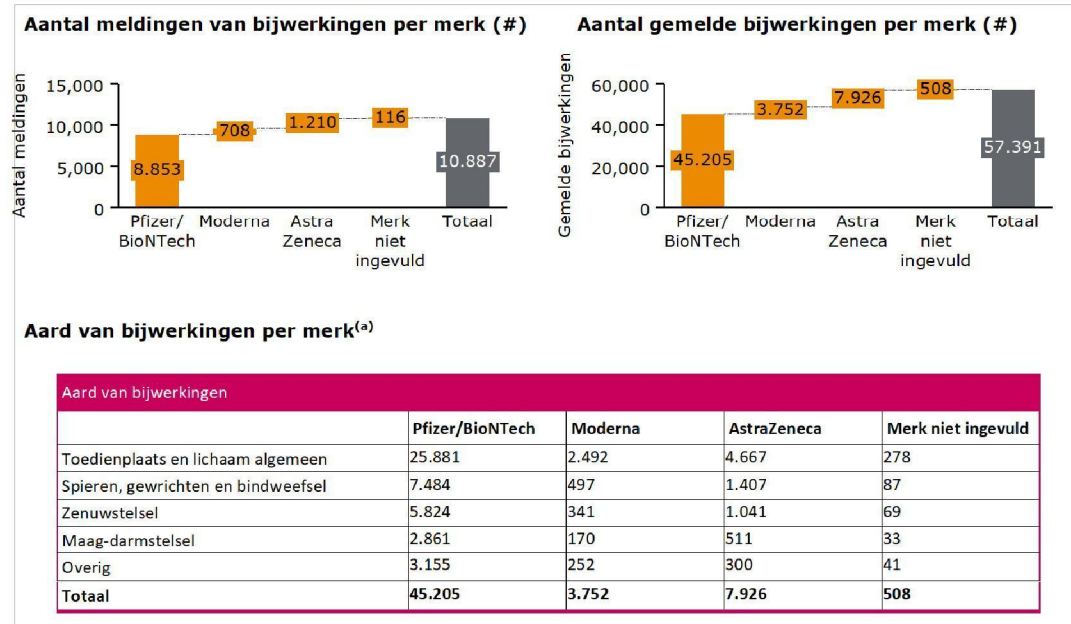 Aantal meldingen van bijwerkingen per merk (#)
Aantal meldingen
15,000
10,000
5,000
0
8.853
708
1.210
116
10.887
Pfizer/ Moderna Astra Merk Totaal
BioNTech Zeneca niet
ingevuld
Aantal gemelde bijwerkingen per merk (#)
Gemelde bijwerkingen
60,000
40,000
20,000
0
45.205
3.752
7.926
508
57.391
Pfizer/ Moderna Astra Merk Totaal
BioNTech Zeneca niet
ingevuld
Aard van bijwerkingen per merk(a)
Aard van bijwerkingen
Pfizer/BioNTech Moderna AstraZeneca Merk niet ingevuld
Toedienplaats en lichaam algemeen 25.881 2.492 4.667 278
Spieren, gewrichten en bindweefsel 7.484 497 1.407 87
Zenuwstelsel 5.824 341 1.041 69
Maag-darmstelsel 2.861 170 511 33
Overig 3.155 252 300 41
Totaal 45.205 3.752 7.926 508